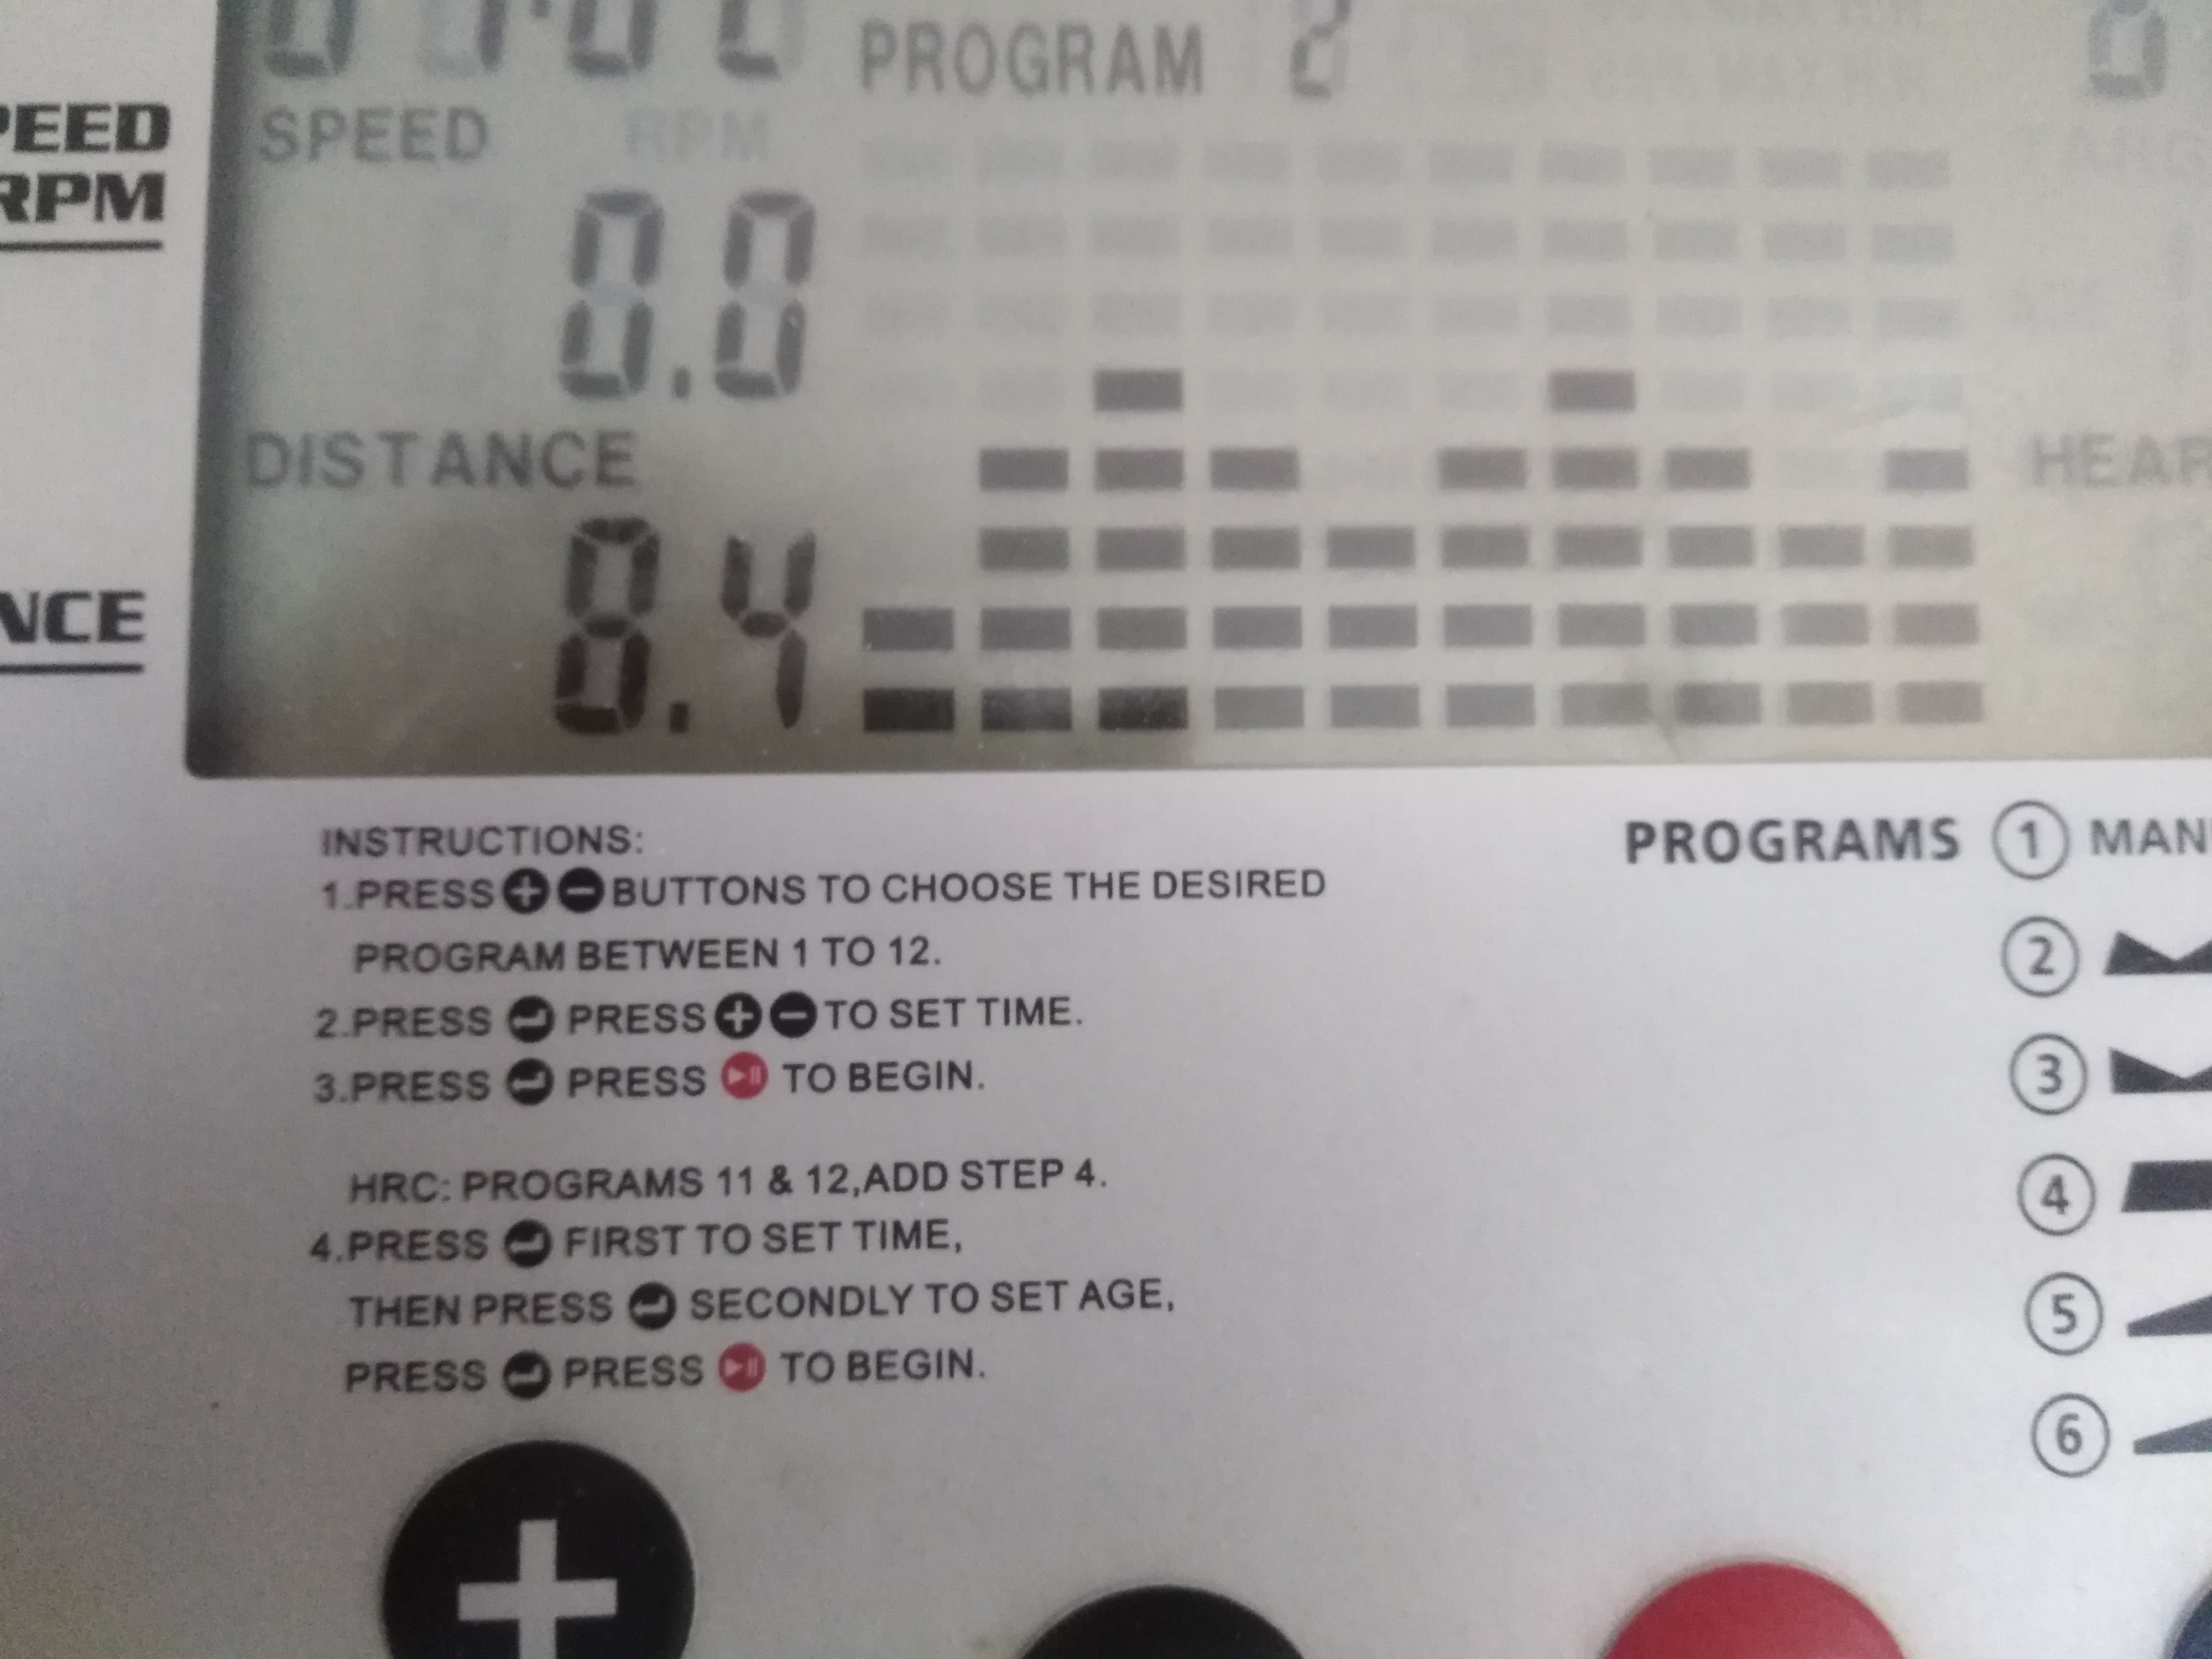 PROGRAM 2
SPEED RPM
PEED
RPM
0.0
DISTANCE
HEAR
8.4
NCE
INSTRUCTIONS:
1.PRESS + - BUTTONS TO CHOOSE THE DESIRED
PROGRAM BETWEEN 1 TO 12.
2.PRESS PRESS + - TO SET TIME.
3.PRESS PRESS TO BEGIN.
HRC: PROGRAMS 11 & 12,ADD STEP 4.
4.PRESS FIRST TO SET TIME,
THEN PRESS SECONDLY TO SET AGE,
PRESS PRESS TO BEGIN.
PROGRAMS 1 MAN
2
3
4
5
6
+